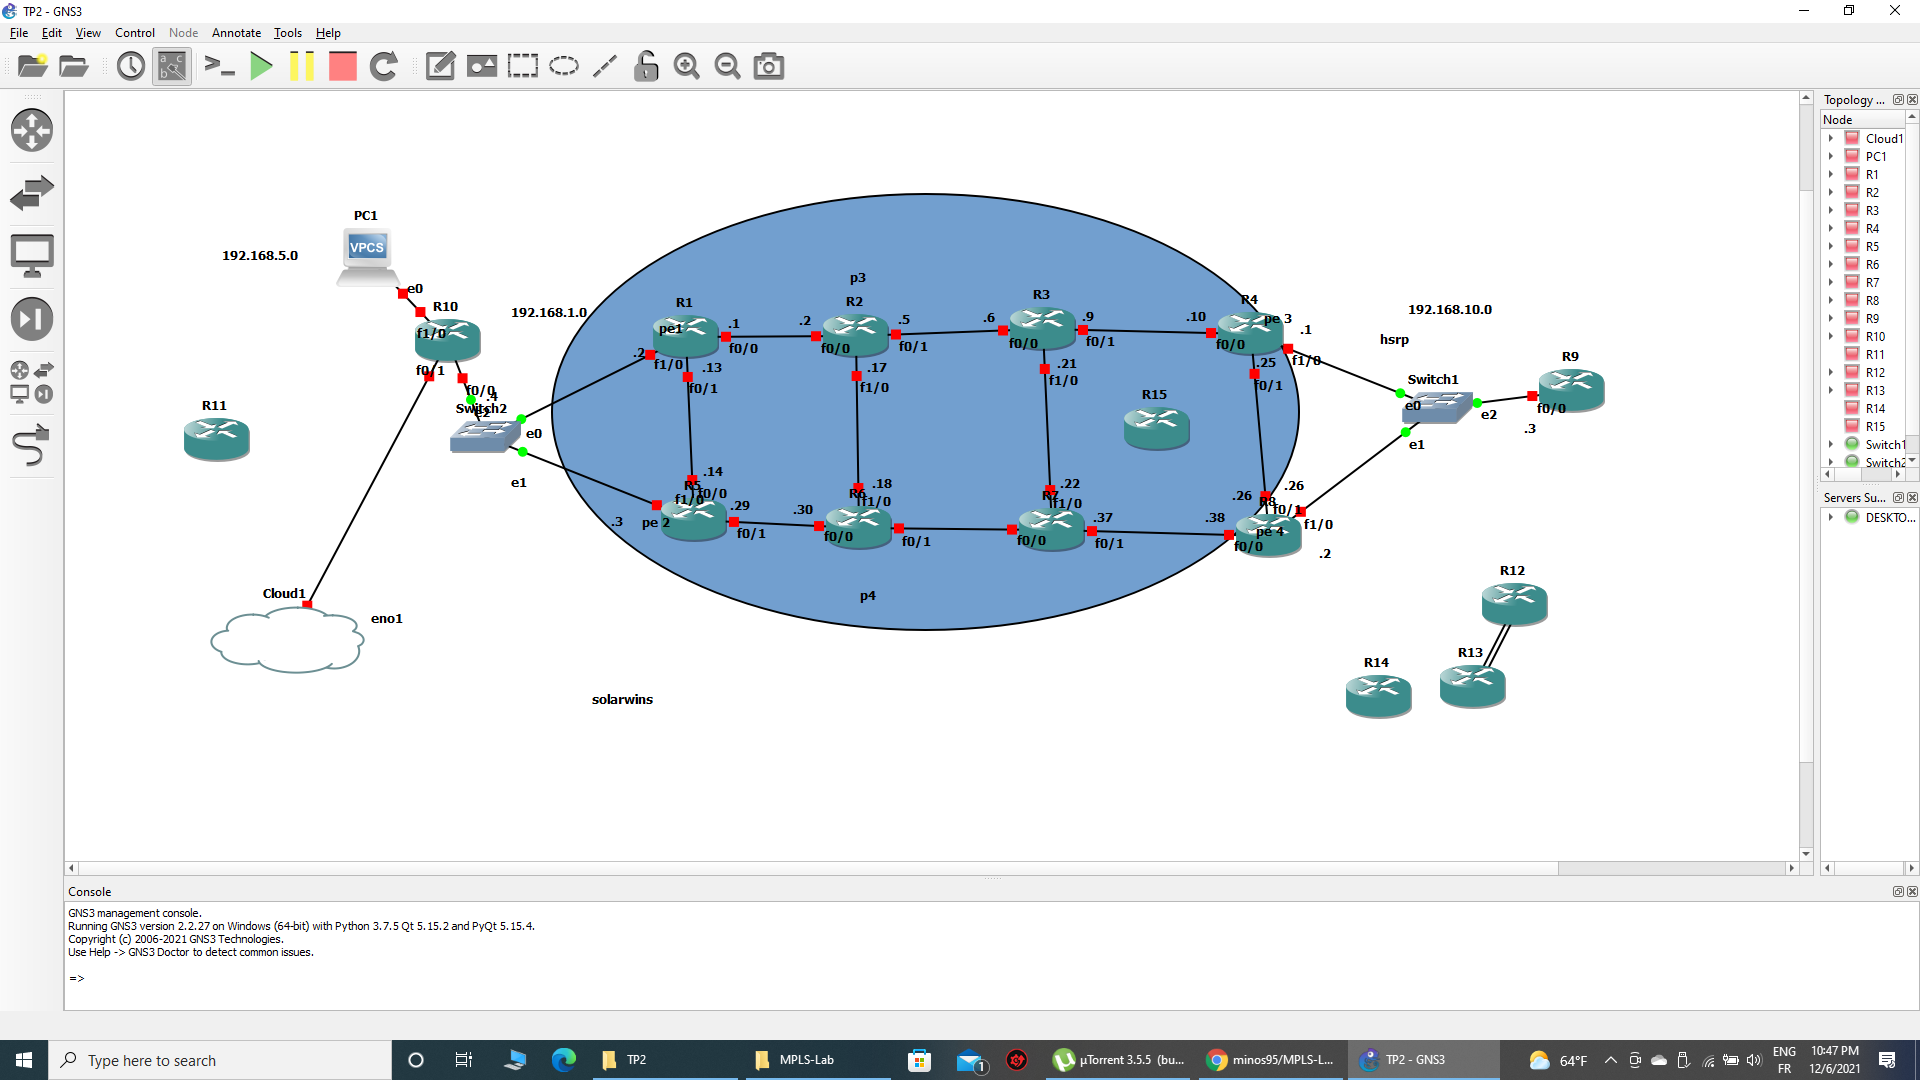 TP2 - GNS3
File Edit View Control Node Annotate Tools Help
Topology ...
Node
Cloud1
PC1
R1
R2
R3
R4
R5
R6
R7
R8
R9
R10
R11
R12
R13
R14
R15
Switch1
Switch2
Servers Su...
DESKTO...
PC1
VPCS
192.168.5.0
e0
R10
f1/0
f0/1
f0/0
.4
Switch2
e2
e0
e1
R11
Cloud1
eno1
solarwins
192.168.1.0
R1
pe1
.1
f0/0
.2
f1/0
.13
f0/1
p3
R2
.2
f0/0
.5
f0/1
.17
f1/0
R3
.6
f0/0
.9
f0/1
.21
f1/0
R4
pe 3
.10
f0/0
.1
f1/0
.25
f0/1
R15
.14
R5
f1/0
f0/0
.29
f0/1
.3
pe 2
.18
R6
f1/0
.30
f0/0
f0/1
.22
R7
f1/0
f0/0
.37
f0/1
.26
.26
R8
f0/1
f1/0
.38
pe 4
f0/0
.2
p4
192.168.10.0
hsrp
Switch1
e0
e2
e1
R9
f0/0
.3
R12
R13
R14
Console
GNS3 management console.
Running GNS3 version 2.2.27 on Windows (64-bit) with Python 3.7.5 Qt 5.15.2 and PyQt 5.15.4.
Copyright (c) 2006-2021 GNS3 Technologies.
Use Help -> GNS3 Doctor to detect common issues.
=>
Type here to search
TP2
MPLS-Lab
1
µTorrent 3.5.5 (bu...
minos95/MPLS-L...
TP2 - GNS3
64°F
ENG
FR
10:47 PM
12/6/2021